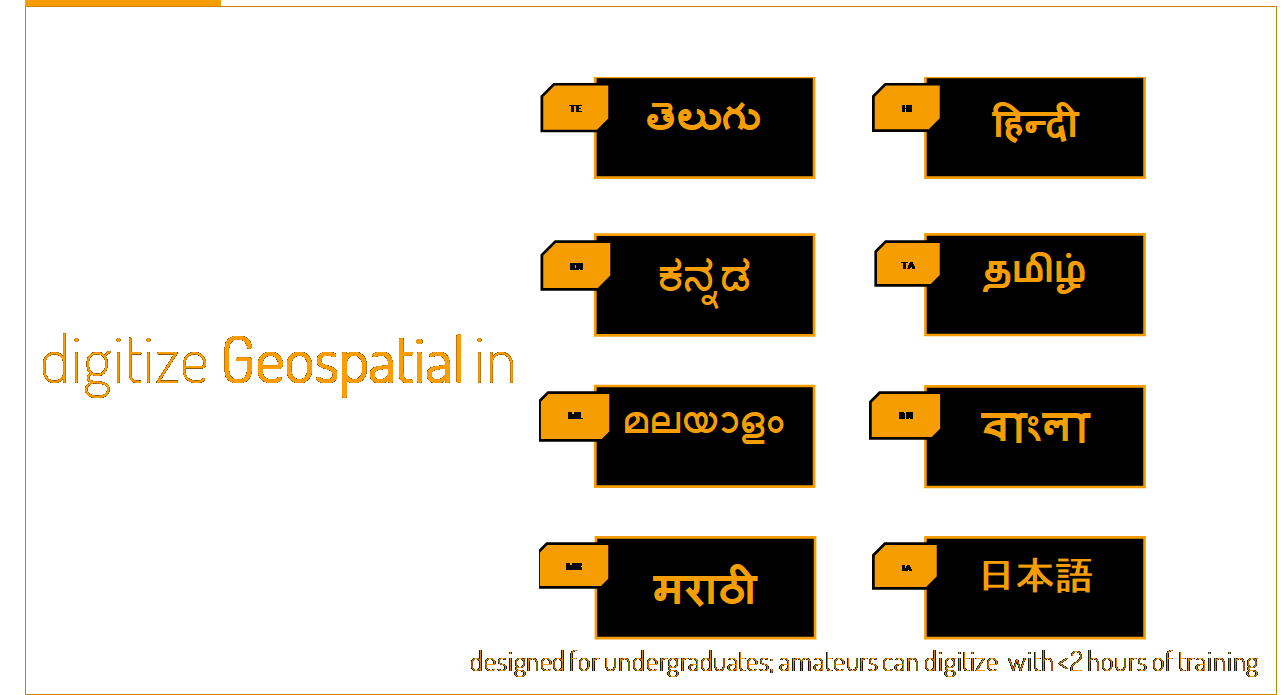 TE
తెలుగు
HI
हिन्दी
KN
ಕನ್ನಡ
TA
தமிழ்
digitize Geospatial in
ML
മലയാളം
BN
বাংলা
मराठी
JA
日本語
designed for undergraduates; amateurs can digitize with <2 hours of training